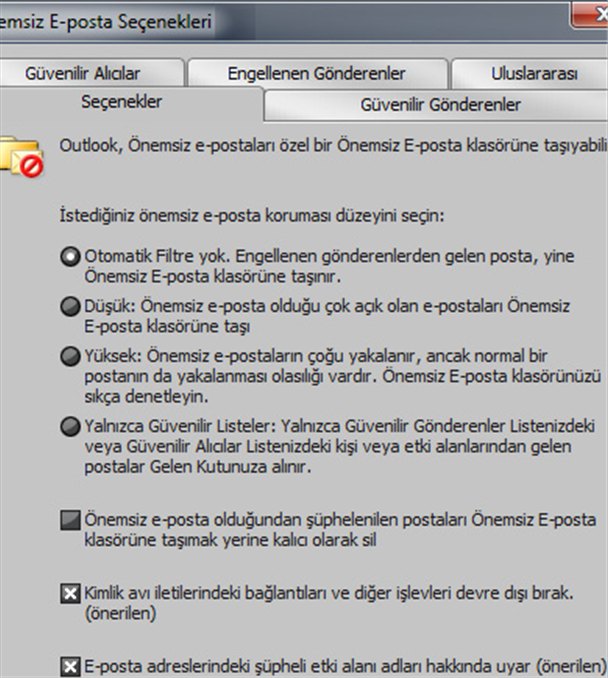 emsiz E-posta Seçenekleri
Güvenilir Alıcılar
Engellenen Gönderenler
Uluslararası
Seçenekler
Güvenilir Gönderenler
Outlook, Önemsiz e-postaları özel bir Önemsiz E-posta klasörüne taşıyabili
İstediğiniz önemsiz e-posta koruması düzeyini seçin:
Otomatik Filtre yok. Engellenen gönderenlerden gelen posta, yine
Önemsiz E-posta klasörüne taşınır.
Düşük: Önemsiz e-posta olduğu çok açık olan e-postaları Önemsiz
E-posta klasörüne taşı
Yüksek: Önemsiz e-postaların çoğu yakalanır, ancak normal bir
postanın da yakalanması olasılığı vardır. Önemsiz E-posta klasörünüzü
sıkça denetleyin.
Yalnızca Güvenilir Listeler: Yalnızca Güvenilir Gönderenler Listenizdeki
veya Güvenilir Alıcılar Listenizdeki kişi veya etki alanlarından gelen
postalar Gelen Kutunuza alınır.
Önemsiz e-posta olduğundan şüphelenilen postaları Önemsiz E-posta
klasörüne taşımak yerine kalıcı olarak sil
Kimlik avı iletilerindeki bağlantıları ve diğer işlevleri devre dışı bırak.
(önerilen)
E-posta adreslerindeki şüpheli etki alanı adları hakkında uyar (önerilen)